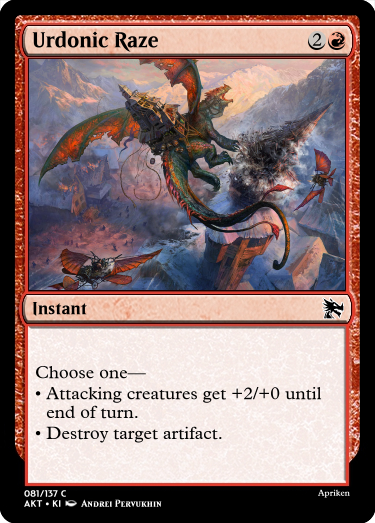 Urdonic Raze 2
Instant
Choose one—
• Attacking creatures get +2/+0 until
end of turn.
• Destroy target artifact.
081/137 C
Apriken
AKT • KI Andrei Pervukhin